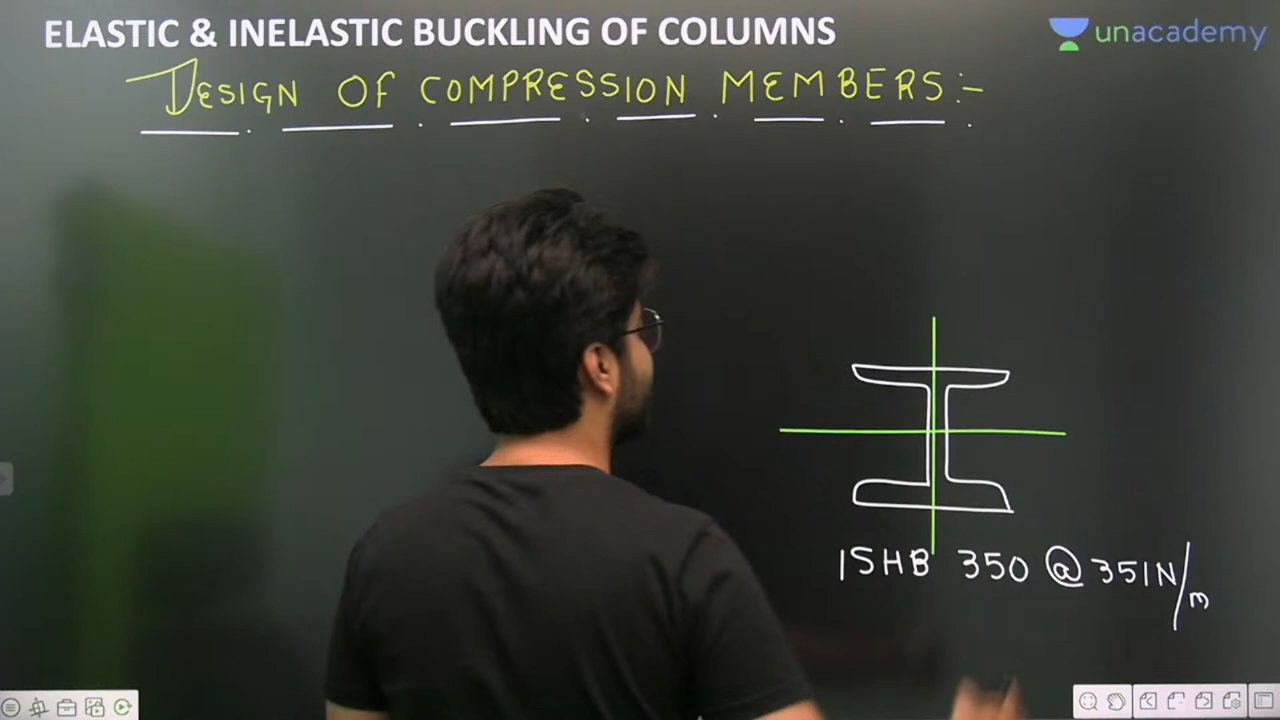 ELASTIC & INELASTIC BUCKLING OF COLUMNS
unacademy
DESIGN OF COMPRESSION MEMBERS :-
ISHB 350 @ 351N/m